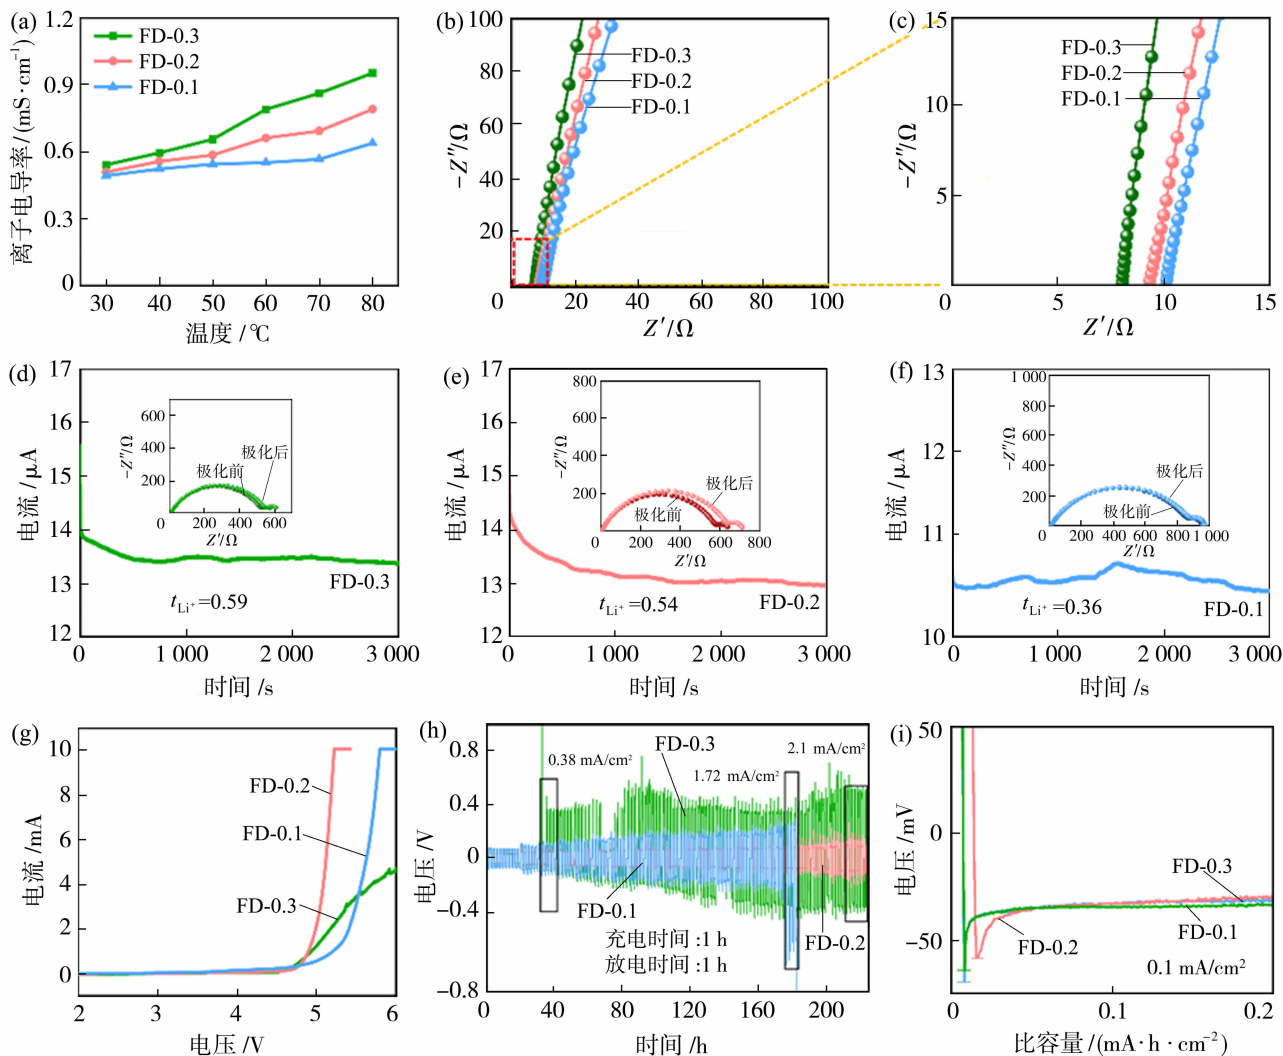 (a)
1.2
0.9
0.6
0.3
0
离子电导率/(mS·cm⁻¹)
FD-0.3
FD-0.2
FD-0.1
30 40 50 60 70 80
温度/℃
(b)
100
80
60
40
20
-Z″/Ω
FD-0.3
FD-0.2
FD-0.1
0 20 40 60 80 100
Z′/Ω
(c)
15
10
5
-Z″/Ω
FD-0.3
FD-0.2
FD-0.1
5 10 15
Z′/Ω
(d)
17
16
15
14
13
12
电流/μA
600
400
200
0
-Z″/Ω
极化前
极化后
200 400 600
Z′/Ω
FD-0.3
tLi⁺=0.59
0 1 000 2 000 3 000
时间/s
(e)
17
16
15
14
13
12
电流/μA
800
600
400
200
0
-Z″/Ω
极化后
极化前
0 200 400 600 800
Z′/Ω
tLi⁺=0.54
FD-0.2
0 1 000 2 000 3 000
时间/s
(f)
13
12
11
10
电流/μA
1 000
800
600
400
200
0
-Z″/Ω
极化后
极化前
0 200 400 600 800 1 000
Z′/Ω
tLi⁺=0.36
FD-0.1
0 1 000 2 000 3 000
时间/s
(g)
10
8
6
4
2
0
电流/mA
FD-0.2
FD-0.1
FD-0.3
2 3 4 5 6
电压/V
(h)
0.8
0.4
0
-0.4
-0.8
电压/V
FD-0.3
0.38 mA/cm²
1.72 mA/cm²
2.1 mA/cm²
FD-0.1
FD-0.2
充电时间:1 h
放电时间:1 h
0 40 80 120 160 200
时间/h
(i)
50
0
-50
电压/mV
FD-0.3
FD-0.2
FD-0.1
0.1 mA/cm²
0 0.1 0.2
比容量/(mA·h·cm⁻²)